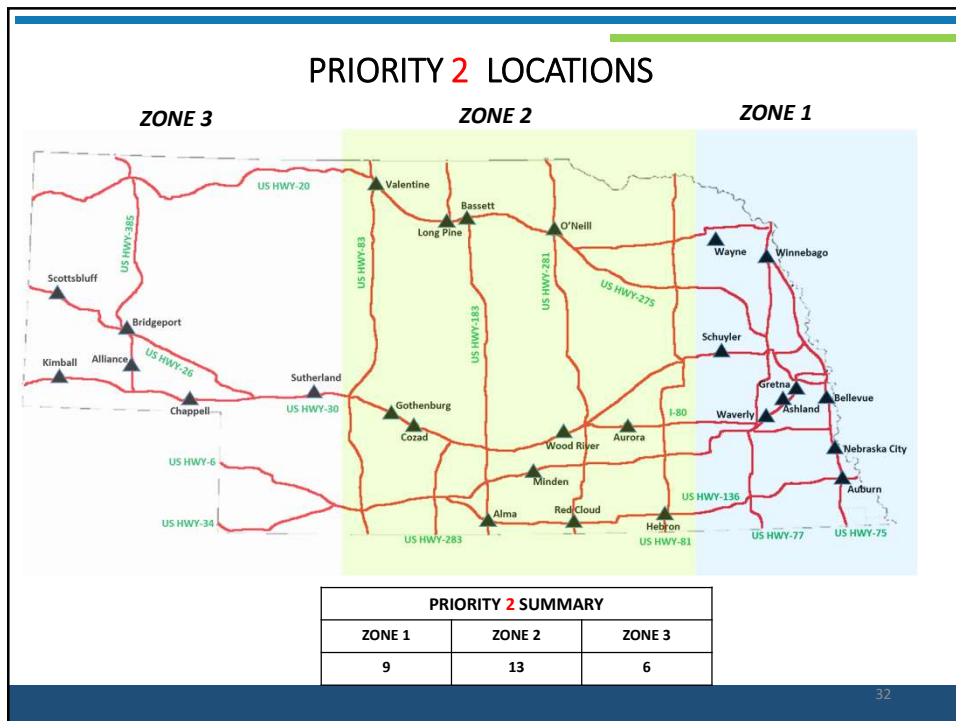 PRIORITY 2 LOCATIONS
ZONE 3
ZONE 2
ZONE 1
US HWY-20
Valentine
Bassett
Long Pine
O'Neill
US HWY-385
US HWY-83
US HWY-281
US HWY-275
US HWY-183
Wayne
Winnebago
Scottsbluff
Bridgeport
Schuyler
Kimball
Alliance
US HWY-26
Sutherland
Chappell
US HWY-30
Gothenburg
Cozad
Wood River
Aurora
I-80
Gretna
Ashland
Bellevue
Waverly
US HWY-6
Minden
Nebraska City
US HWY-136
Auburn
US HWY-34
Alma
Red Cloud
Hebron
US HWY-283
US HWY-81
US HWY-77
US HWY-75
PRIORITY 2 SUMMARY
ZONE 1 ZONE 2 ZONE 3
9 13 6
32